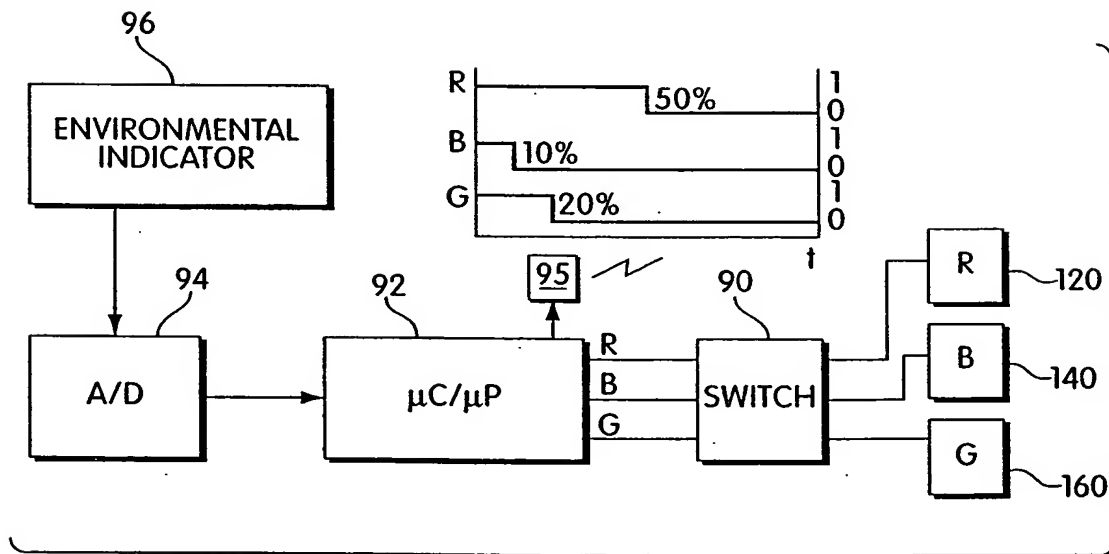 96
ENVIRONMENTAL
INDICATOR
R 50% 1
0
B 10% 1
0
G 20% 1
0
t
94
A/D
92
μC/μP
95
R
B
G
90
SWITCH
R
120
B
140
G
160